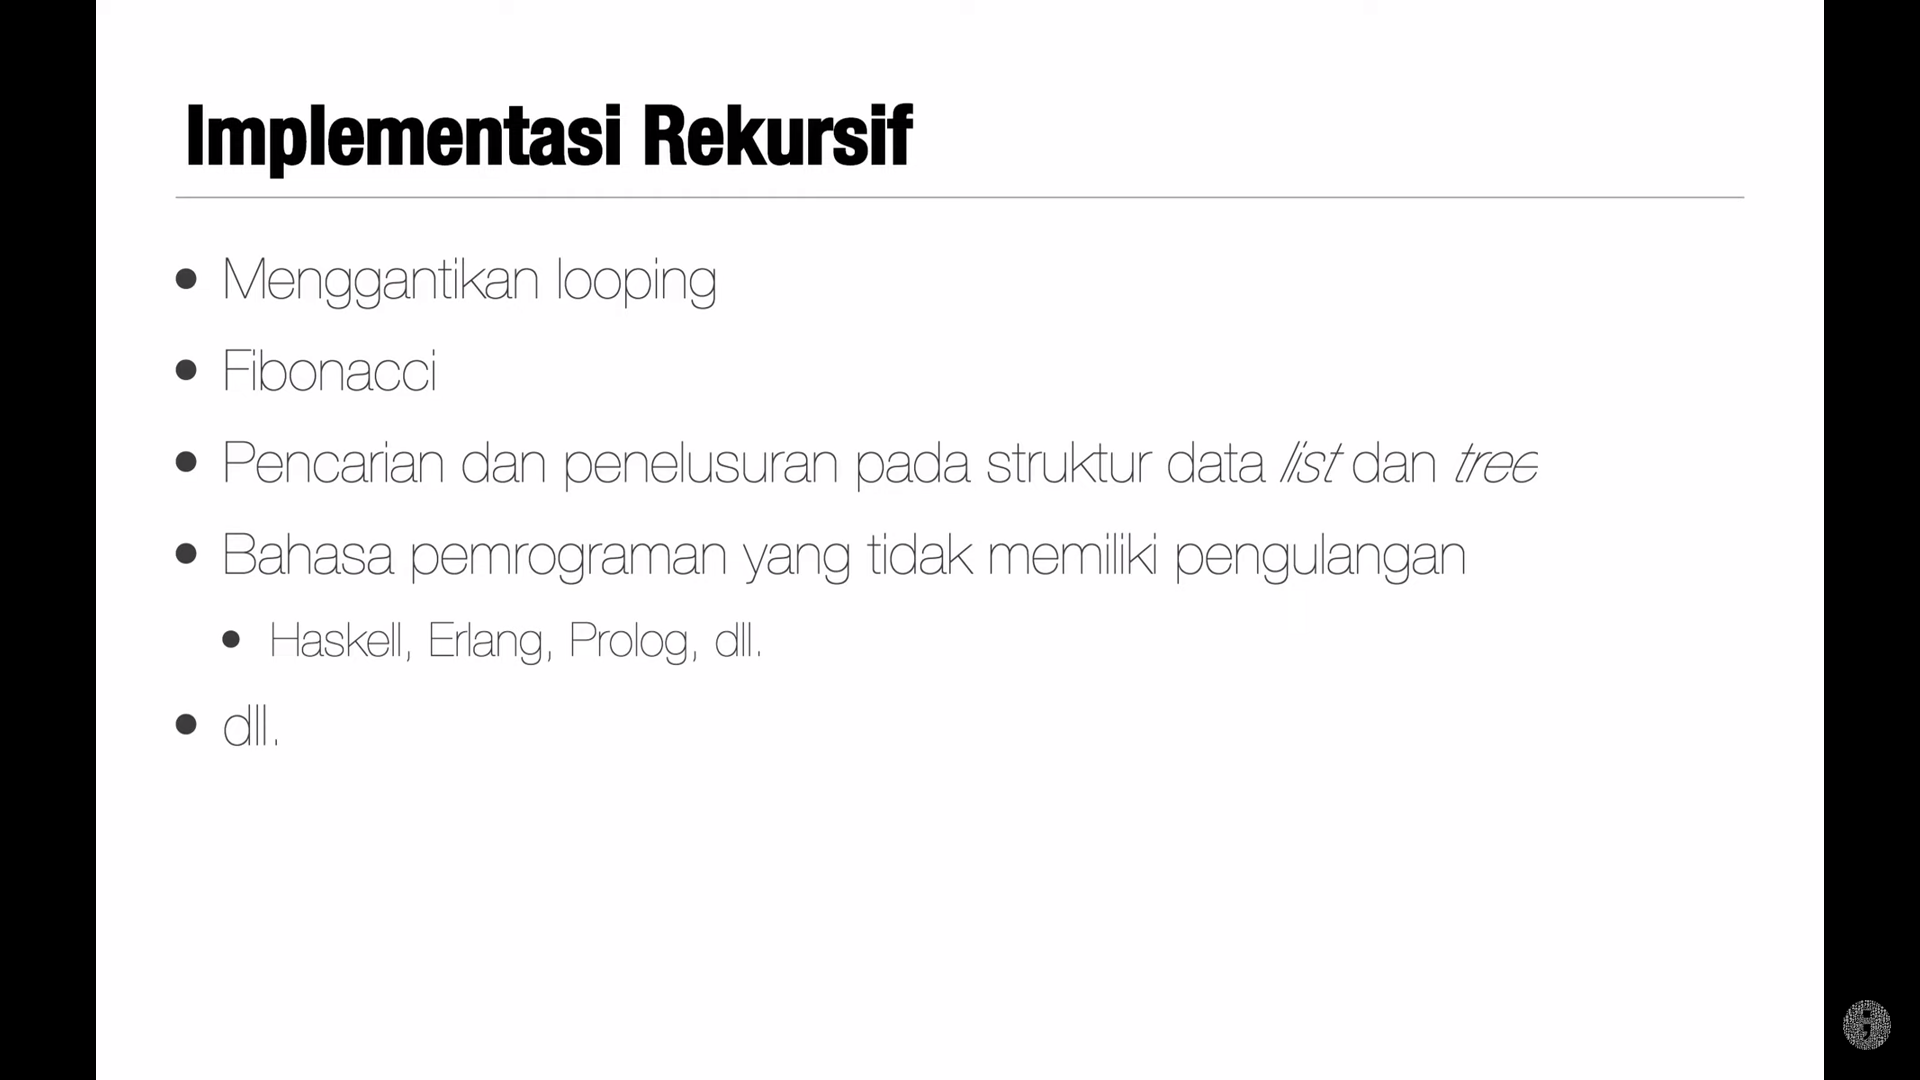 Implementasi Rekursif
Menggantikan looping
Fibonacci
Pencarian dan penelusuran pada struktur data list dan tree
Bahasa pemrograman yang tidak memiliki pengulangan
Haskell, Erlang, Prolog, dll.
dll.